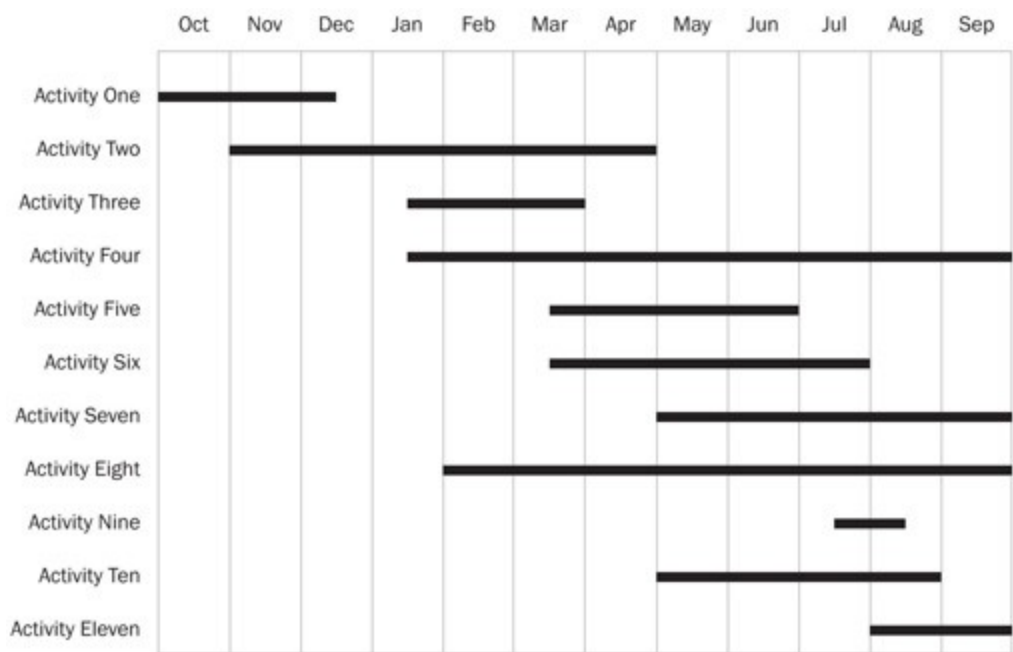 Oct Nov Dec Jan Feb Mar Apr May Jun Jul Aug Sep
Activity One
Activity Two
Activity Three
Activity Four
Activity Five
Activity Six
Activity Seven
Activity Eight
Activity Nine
Activity Ten
Activity Eleven